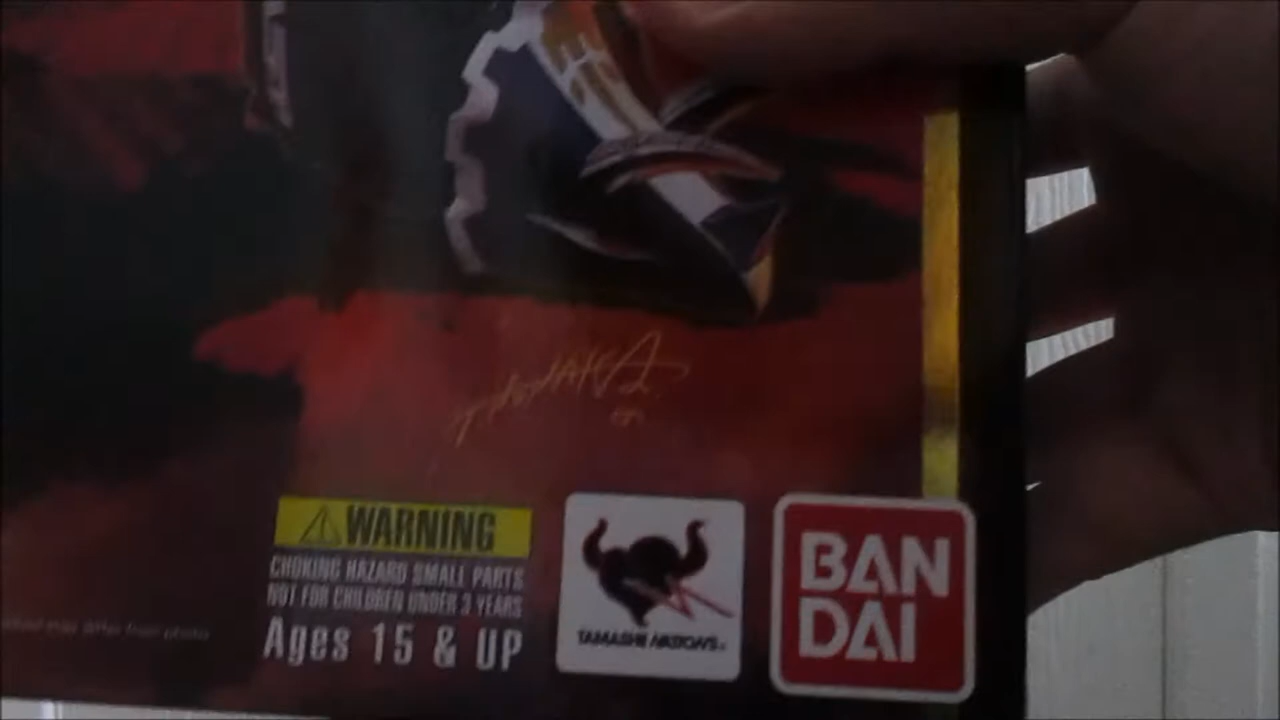 WARNING
CHOKING HAZARD SMALL PARTS
NOT FOR CHILDREN UNDER 3 YEARS
Ages 15 & UP
TAMASHII NATIONS
BAN
DAI